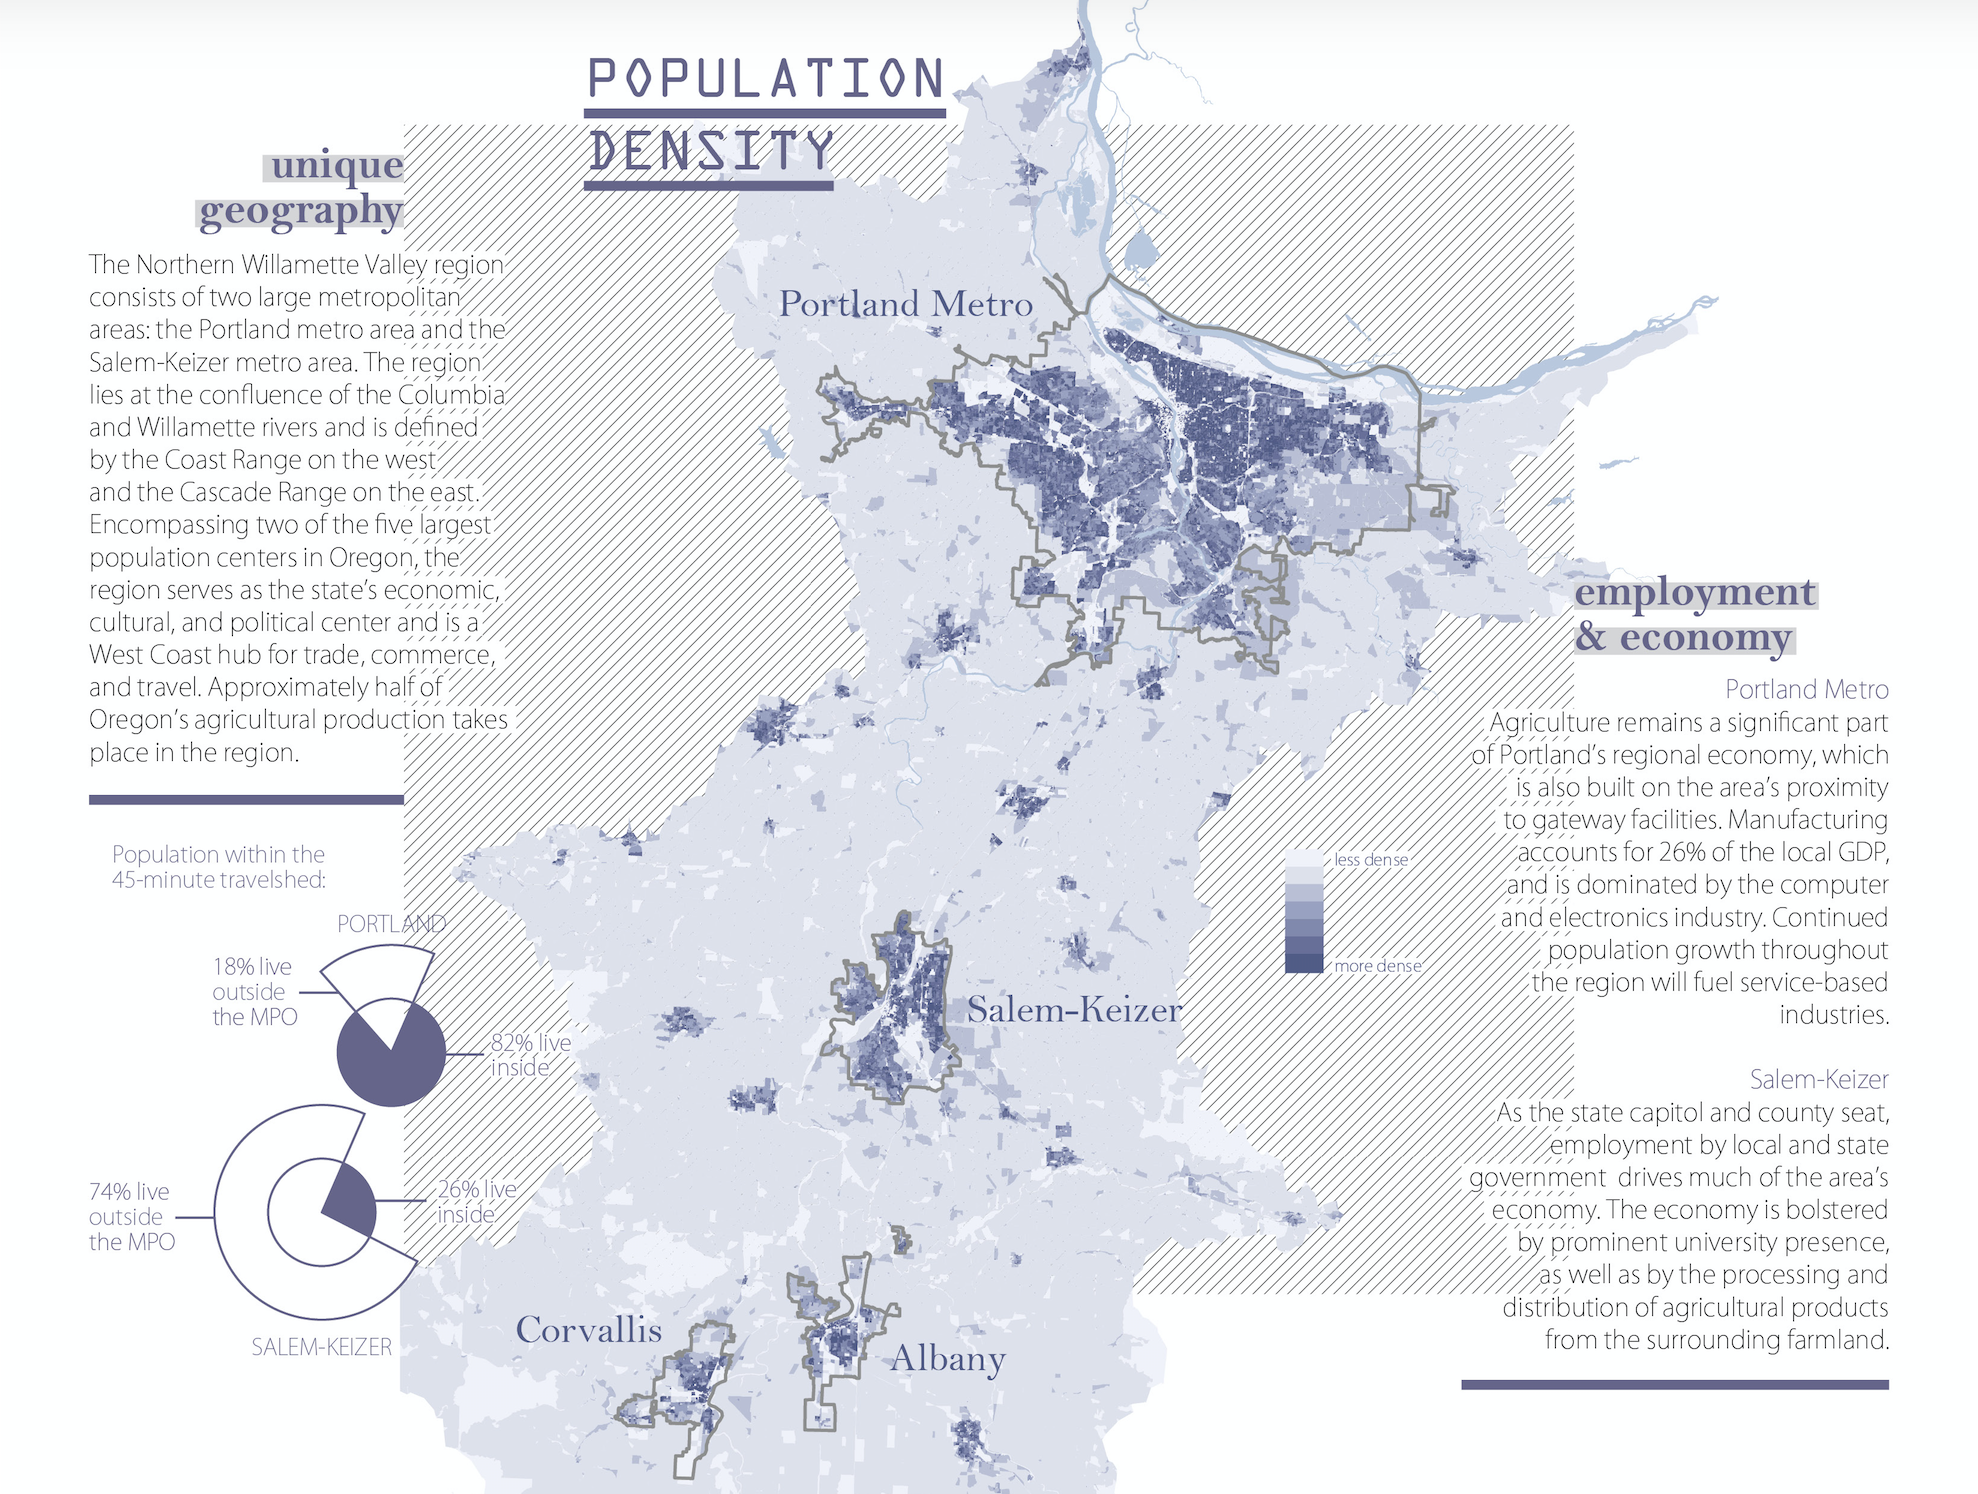 POPULATION
DENSITY
unique
geography
The Northern Willamette Valley region
consists of two large metropolitan
areas: the Portland metro area and the
Salem-Keizer metro area. The region
lies at the confluence of the Columbia
and Willamette rivers and is defined
by the Coast Range on the west
and the Cascade Range on the east.
Encompassing two of the five largest
population centers in Oregon, the
region serves as the state's economic,
cultural, and political center and is a
West Coast hub for trade, commerce,
and travel. Approximately half of
Oregon's agricultural production takes
place in the region.
Population within the
45-minute travelshed:
PORTLAND
18% live
outside
the MPO
82% live
inside
74% live
outside
the MPO
26% live
inside
SALEM-KEIZER
Portland Metro
Salem-Keizer
Corvallis
Albany
less dense
more dense
employment
& economy
Portland Metro
Agriculture remains a significant part
of Portland's regional economy, which
is also built on the area's proximity
to gateway facilities. Manufacturing
accounts for 26% of the local GDP,
and is dominated by the computer
and electronics industry. Continued
population growth throughout
the region will fuel service-based
industries.
Salem-Keizer
As the state capitol and county seat,
employment by local and state
government drives much of the area's
economy. The economy is bolstered
by prominent university presence,
as well as by the processing and
distribution of agricultural products
from the surrounding farmland.